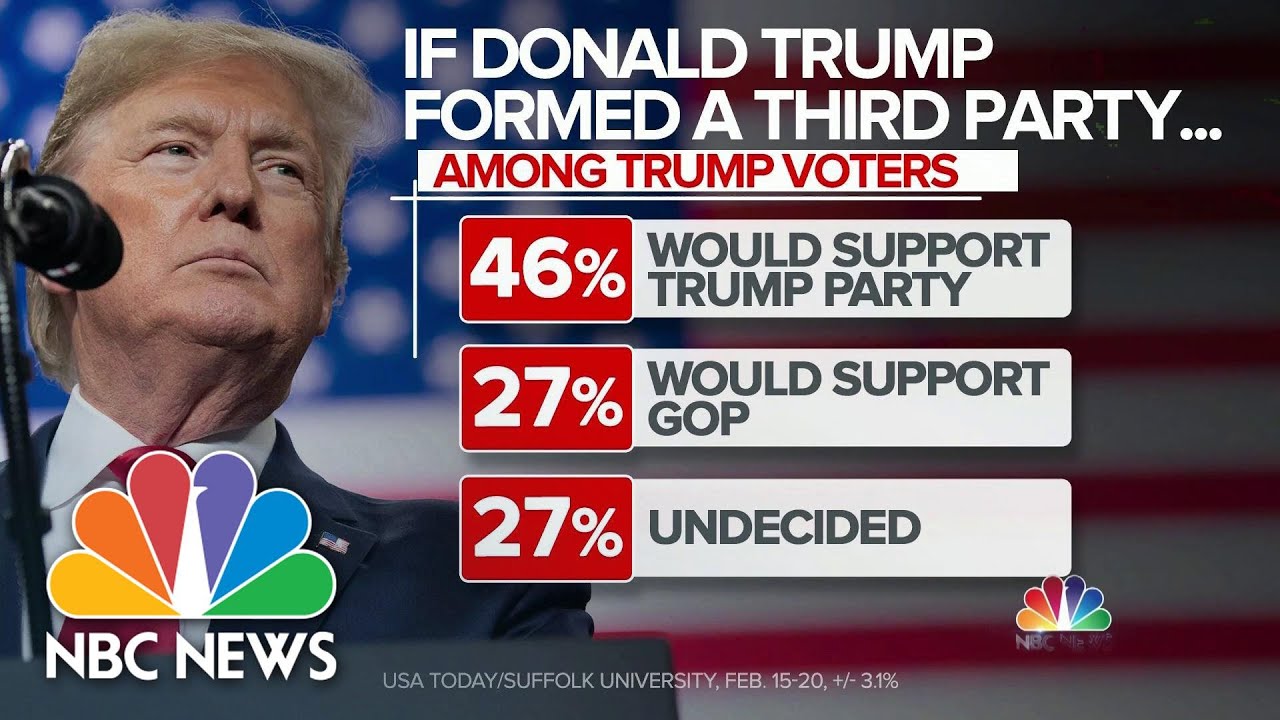 IF DONALD TRUMP
FORMED A THIRD PARTY...
AMONG TRUMP VOTERS
46% WOULD SUPPORT
TRUMP PARTY
27% WOULD SUPPORT
GOP
27% UNDECIDED
NBC NEWS
NBC NEWS
USA TODAY/SUFFOLK UNIVERSITY, FEB. 15-20, +/- 3.1%